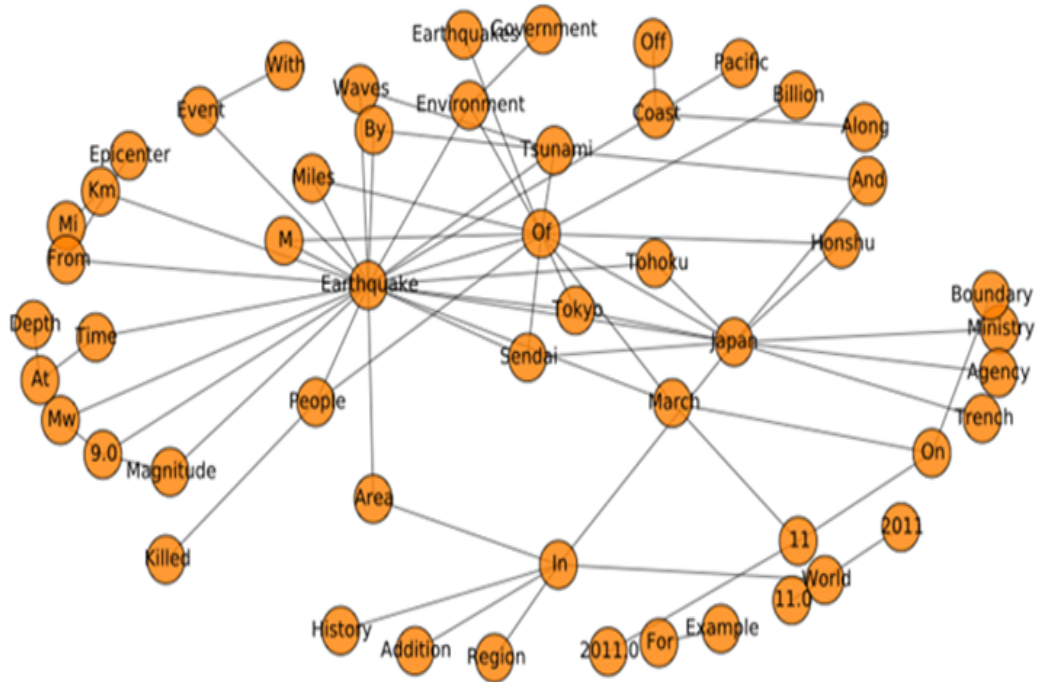 Earthquakes
Government
Off
With
Pacific
Waves
Billion
Event
Environment
Coast
By
Along
Tsunami
Epicenter
Miles
And
Km
Mi
M
Of
Honshu
From
Tohoku
Earthquake
Boundary
Tokyo
Depth
Time
Ministry
Japan
Sendai
Agency
At
People
March
Trench
Mw
9.0
On
Magnitude
Area
2011
11
Killed
In
World
11.0
History
Example
For
2011.0
Addition
Region